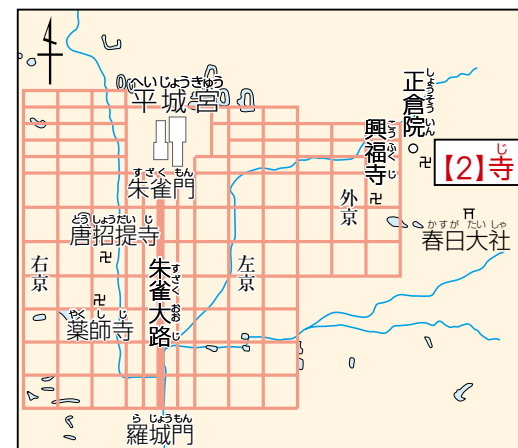 へいじょうきゅう
平城宮
すざくもん
朱雀門
とうしょうだいじ
唐招提寺
右京
やくしじ
薬師寺
すざくおおじ
朱雀大路
左京
らじょうもん
羅城門
外京
こうふくじ
興福寺
しょうそういん
正倉院
じ
【2】寺
かすがたいしゃ
春日大社